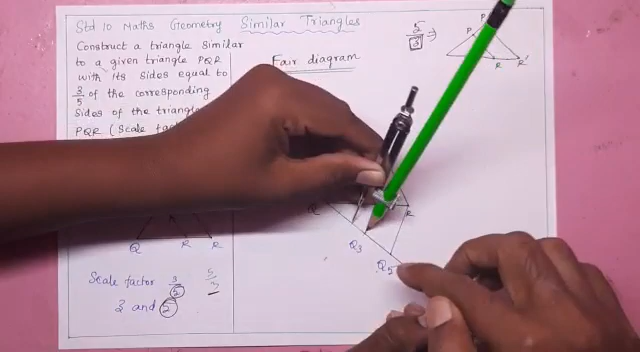 Std 10 Maths Geometry Similar Triangles
Construct a triangle similar
to a given triangle PQR
with its sides equal to
3/5 of the corresponding
sides of the triangle
PQR (Scale
Fair diagram
5/3 ⇒
P
P
R R'
R
Q3
Q5
Q R R
Scale factor 3/5
5/3
3 and 5